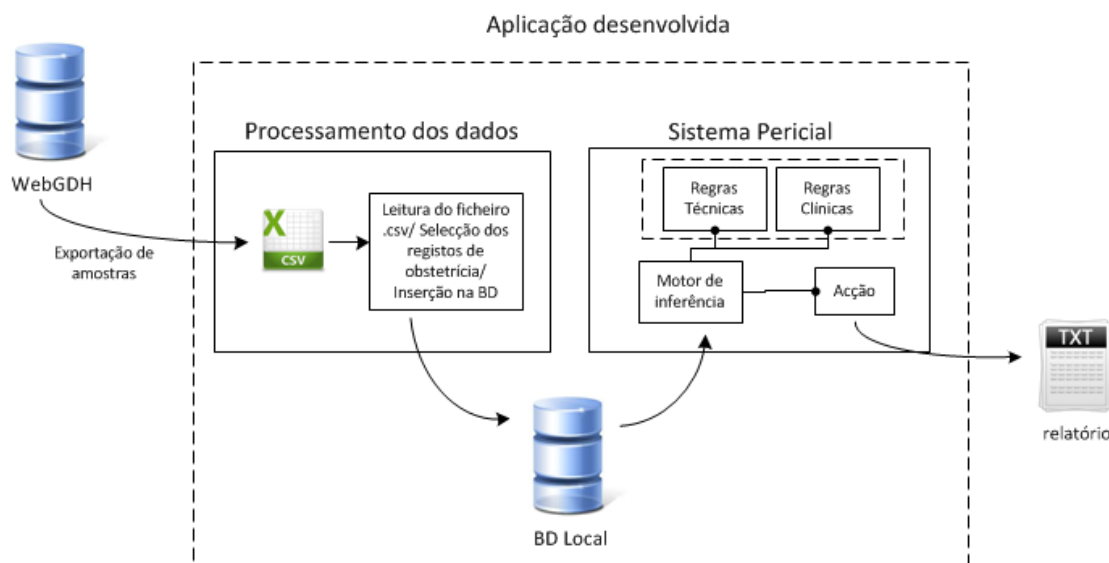 Aplicação desenvolvida
WebGDH
Exportação de
amostras
Processamento dos dados
X
CSV
Leitura do ficheiro
.csv/ Selecção dos
registos de
obstetrícia/
Inserção na BD
Sistema Pericial
Regras
Técnicas
Regras
Clínicas
Motor de
inferência
Acção
BD Local
TXT
relatório